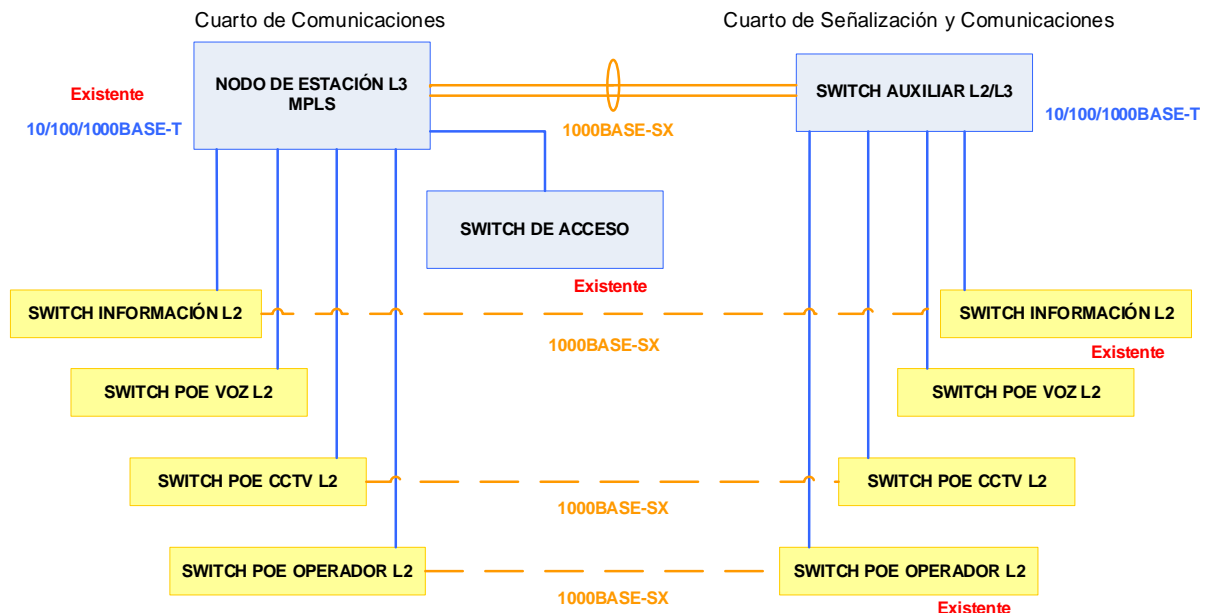 Cuarto de Comunicaciones
Cuarto de Señalización y Comunicaciones
NODO DE ESTACIÓN L3
MPLS
SWITCH AUXILIAR L2/L3
Existente
10/100/1000BASE-T
1000BASE-SX
10/100/1000BASE-T
SWITCH DE ACCESO
Existente
SWITCH INFORMACIÓN L2
SWITCH INFORMACIÓN L2
1000BASE-SX
Existente
SWITCH POE VOZ L2
SWITCH POE VOZ L2
SWITCH POE CCTV L2
SWITCH POE CCTV L2
1000BASE-SX
SWITCH POE OPERADOR L2
SWITCH POE OPERADOR L2
1000BASE-SX
Existente